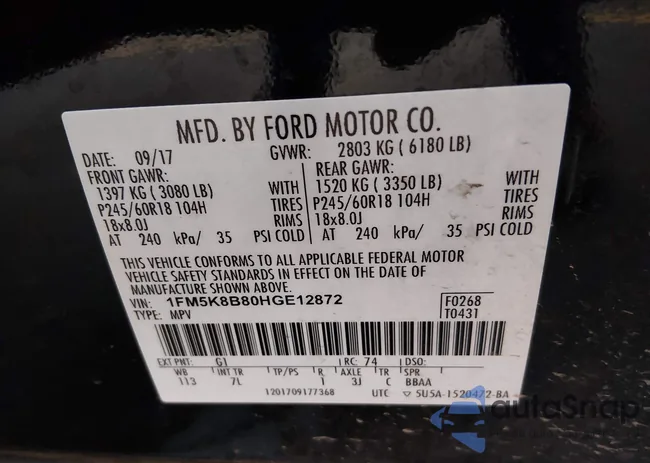 MFD. BY FORD MOTOR CO.
DATE: 09/17 GVWR: 2803 KG ( 6180 LB)
FRONT GAWR: REAR GAWR:
1397 KG ( 3080 LB) WITH 1520 KG ( 3350 LB) WITH
P245/60R18 104H TIRES P245/60R18 104H TIRES
18x8.0J RIMS 18x8.0J RIMS
AT 240 kPa/ 35 PSI COLD AT 240 kPa/ 35 PSI COLD
THIS VEHICLE CONFORMS TO ALL APPLICABLE FEDERAL MOTOR
VEHICLE SAFETY STANDARDS IN EFFECT ON THE DATE OF
MANUFACTURE SHOWN ABOVE.
VIN: 1FM5K8B80HGE12872 F0268
TYPE: MPV T0431
EXT PNT: G1 RC: 74 DSO:
WB INT TR TP/PS R AXLE TR SPR
113 7L 1 3J C BBAA
1201709177368 UTC ▽ 5U5A-1520472-BA
autoSnap